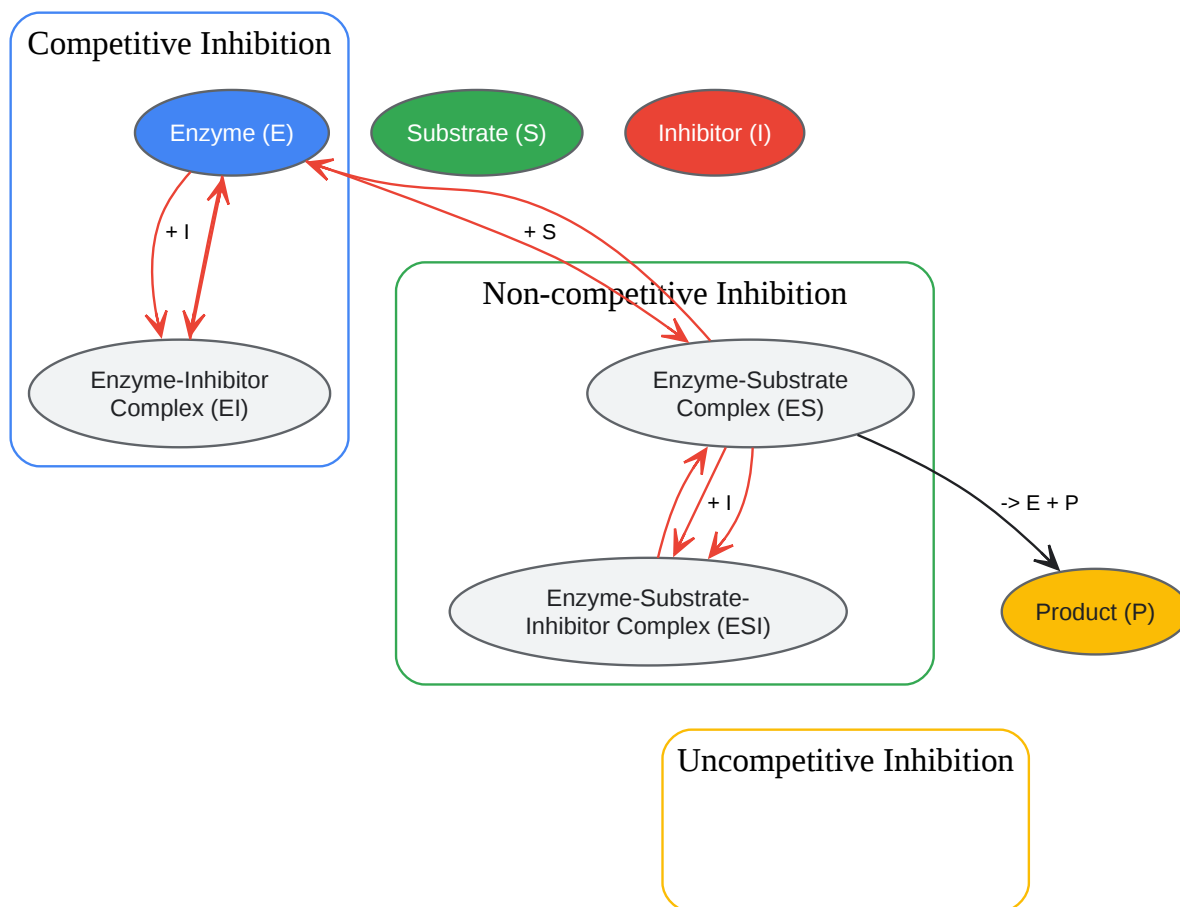 Competitive Inhibition
Enzyme (E)
Substrate (S)
Inhibitor (I)
+ I
+ S
Non-competitive Inhibition
Enzyme-Inhibitor
Complex (EI)
Enzyme-Substrate
Complex (ES)
+ I
-> E + P
Enzyme-Substrate-
Inhibitor Complex (ESI)
Product (P)
Uncompetitive Inhibition